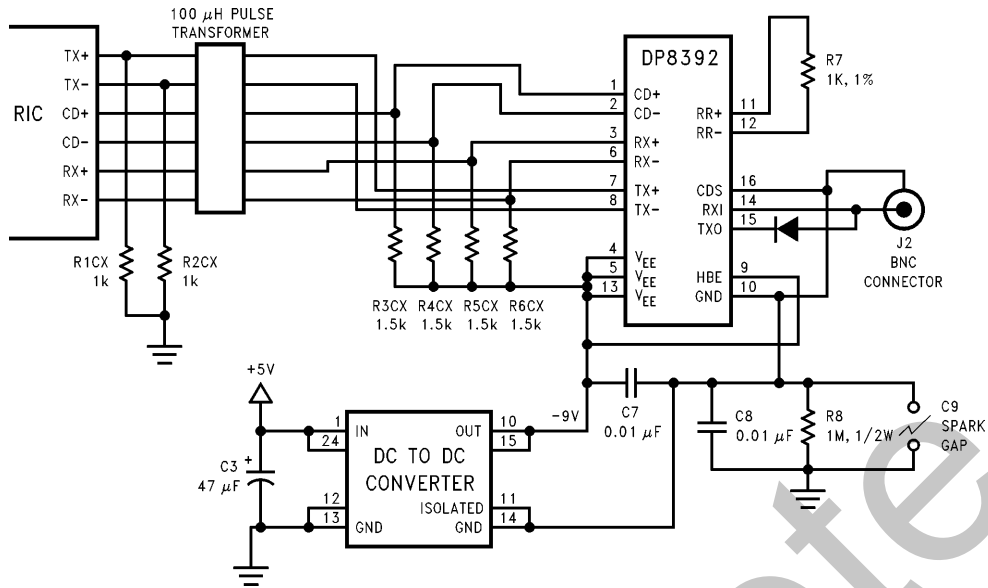 100 μH PULSE
TRANSFORMER
RIC
TX+
TX-
CD+
CD-
RX+
RX-
R1CX
1k
R2CX
1k
R3CX
1.5k
R4CX
1.5k
R5CX
1.5k
R6CX
1.5k
DP8392
1 CD+
2 CD-
3 RX+
6 RX-
7 TX+
8 TX-
4 VEE
5 VEE
13 VEE
RR+ 11
RR- 12
CDS 16
RXI 14
TXO 15
HBE 9
GND 10
R7
1K, 1%
J2
BNC
CONNECTOR
+5V
C3 +
47 μF
1 IN
24
12
13 GND
DC TO DC
CONVERTER
OUT 10
15
ISOLATED 11
GND 14
-9V
C7
0.01 μF
C8
0.01 μF
R8
1M, 1/2W
C9
SPARK
GAP